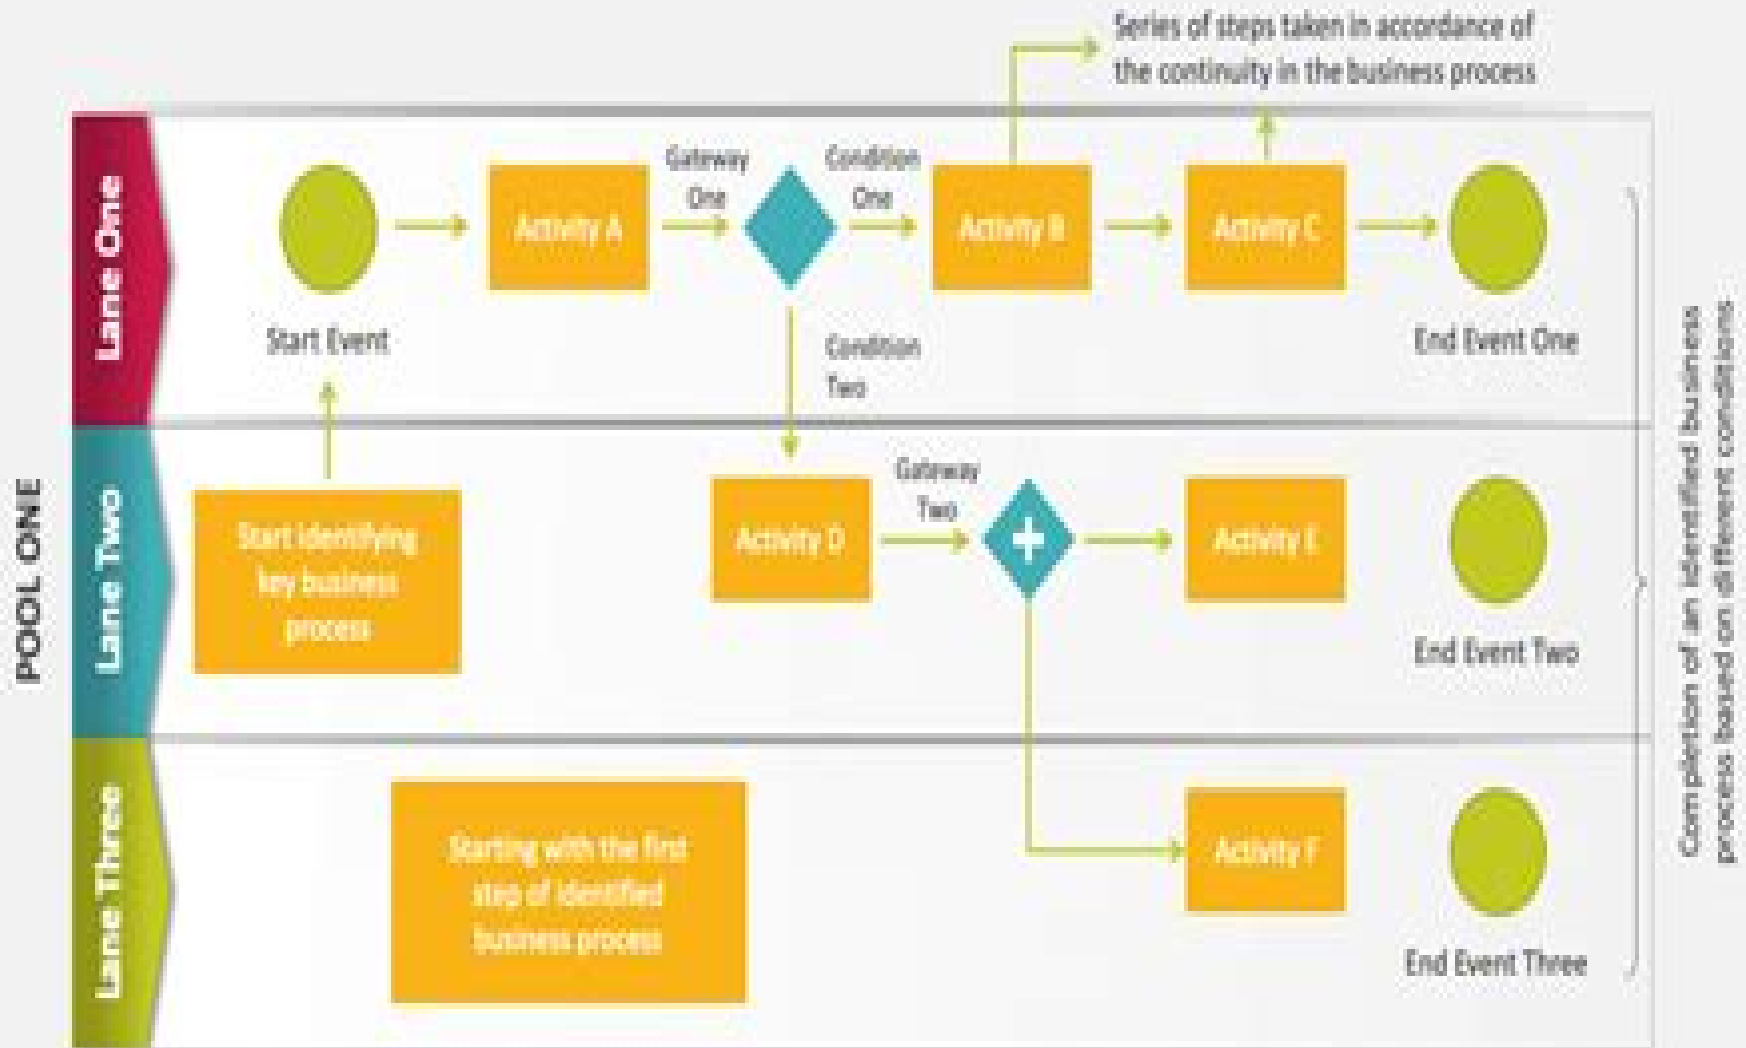 Series of steps taken in accordance of
the continuity in the business process
POOL ONE
Lane One
Start Event
Activity A
Gateway
One
Condition
One
Activity B
Activity C
End Event One
Condition
Two
Lane Two
Start identifying
key business
process
Activity D
Gateway
Two
Activity E
End Event Two
Lane Three
Starting with the first
step of identified
business process
Activity F
End Event Three
Completion of an identified business
process based on different conditions